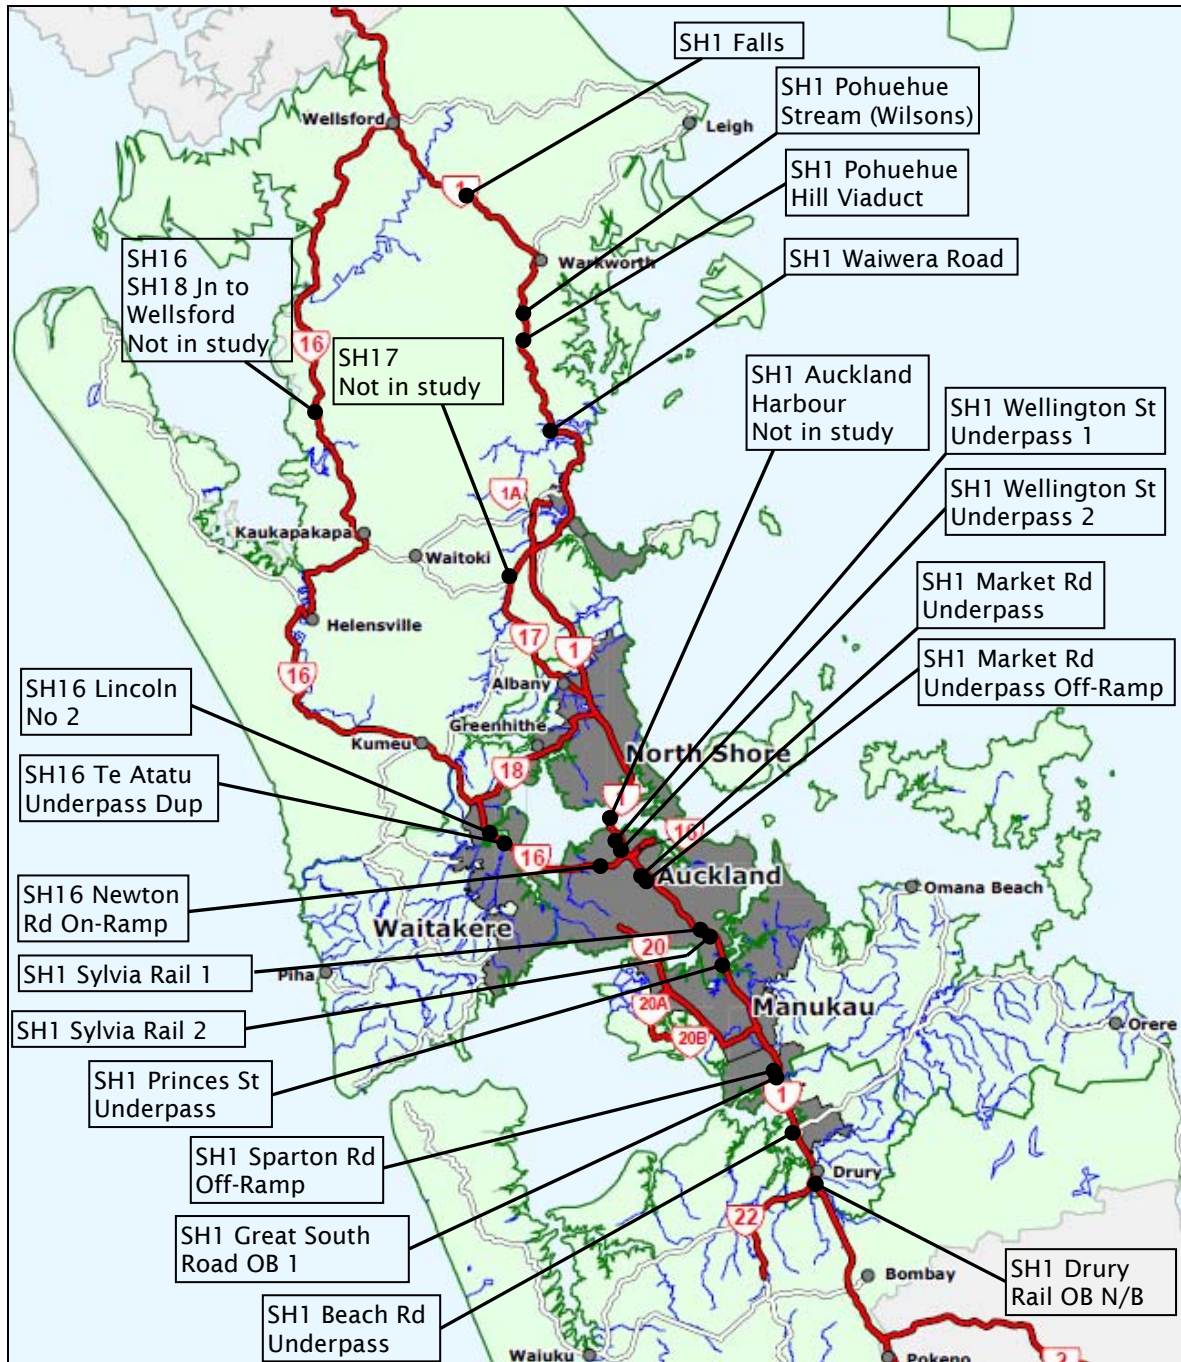 SH1 Falls
SH1 Pohuehue
Stream (Wilsons)
Wellsford
Leigh
SH1 Pohuehue
Hill Viaduct
1
SH16
SH18 Jn to
Wellsford
Not in study
Warkworth
SH1 Waiwera Road
16
SH17
Not in study
SH1 Auckland
Harbour
Not in study
SH1 Wellington St
Underpass 1
SH1 Wellington St
Underpass 2
1A
Kaukapakapa
Waitoki
SH1 Market Rd
Underpass
Helensville
17
1
SH1 Market Rd
Underpass Off-Ramp
16
SH16 Lincoln
No 2
Albany
Greenhithe
Kumeu
North Shore
SH16 Te Atatu
Underpass Dup
18
1
16
16
Auckland
Omana Beach
SH16 Newton
Rd On-Ramp
Waitakere
20
SH1 Sylvia Rail 1
Piha
20A
Manukau
SH1 Sylvia Rail 2
20B
Orere
SH1 Princes St
Underpass
1
SH1 Sparton Rd
Off-Ramp
Drury
22
SH1 Great South
Road OB 1
Bombay
SH1 Drury
Rail OB N/B
SH1 Beach Rd
Underpass
Waiuku
Pokeno
2